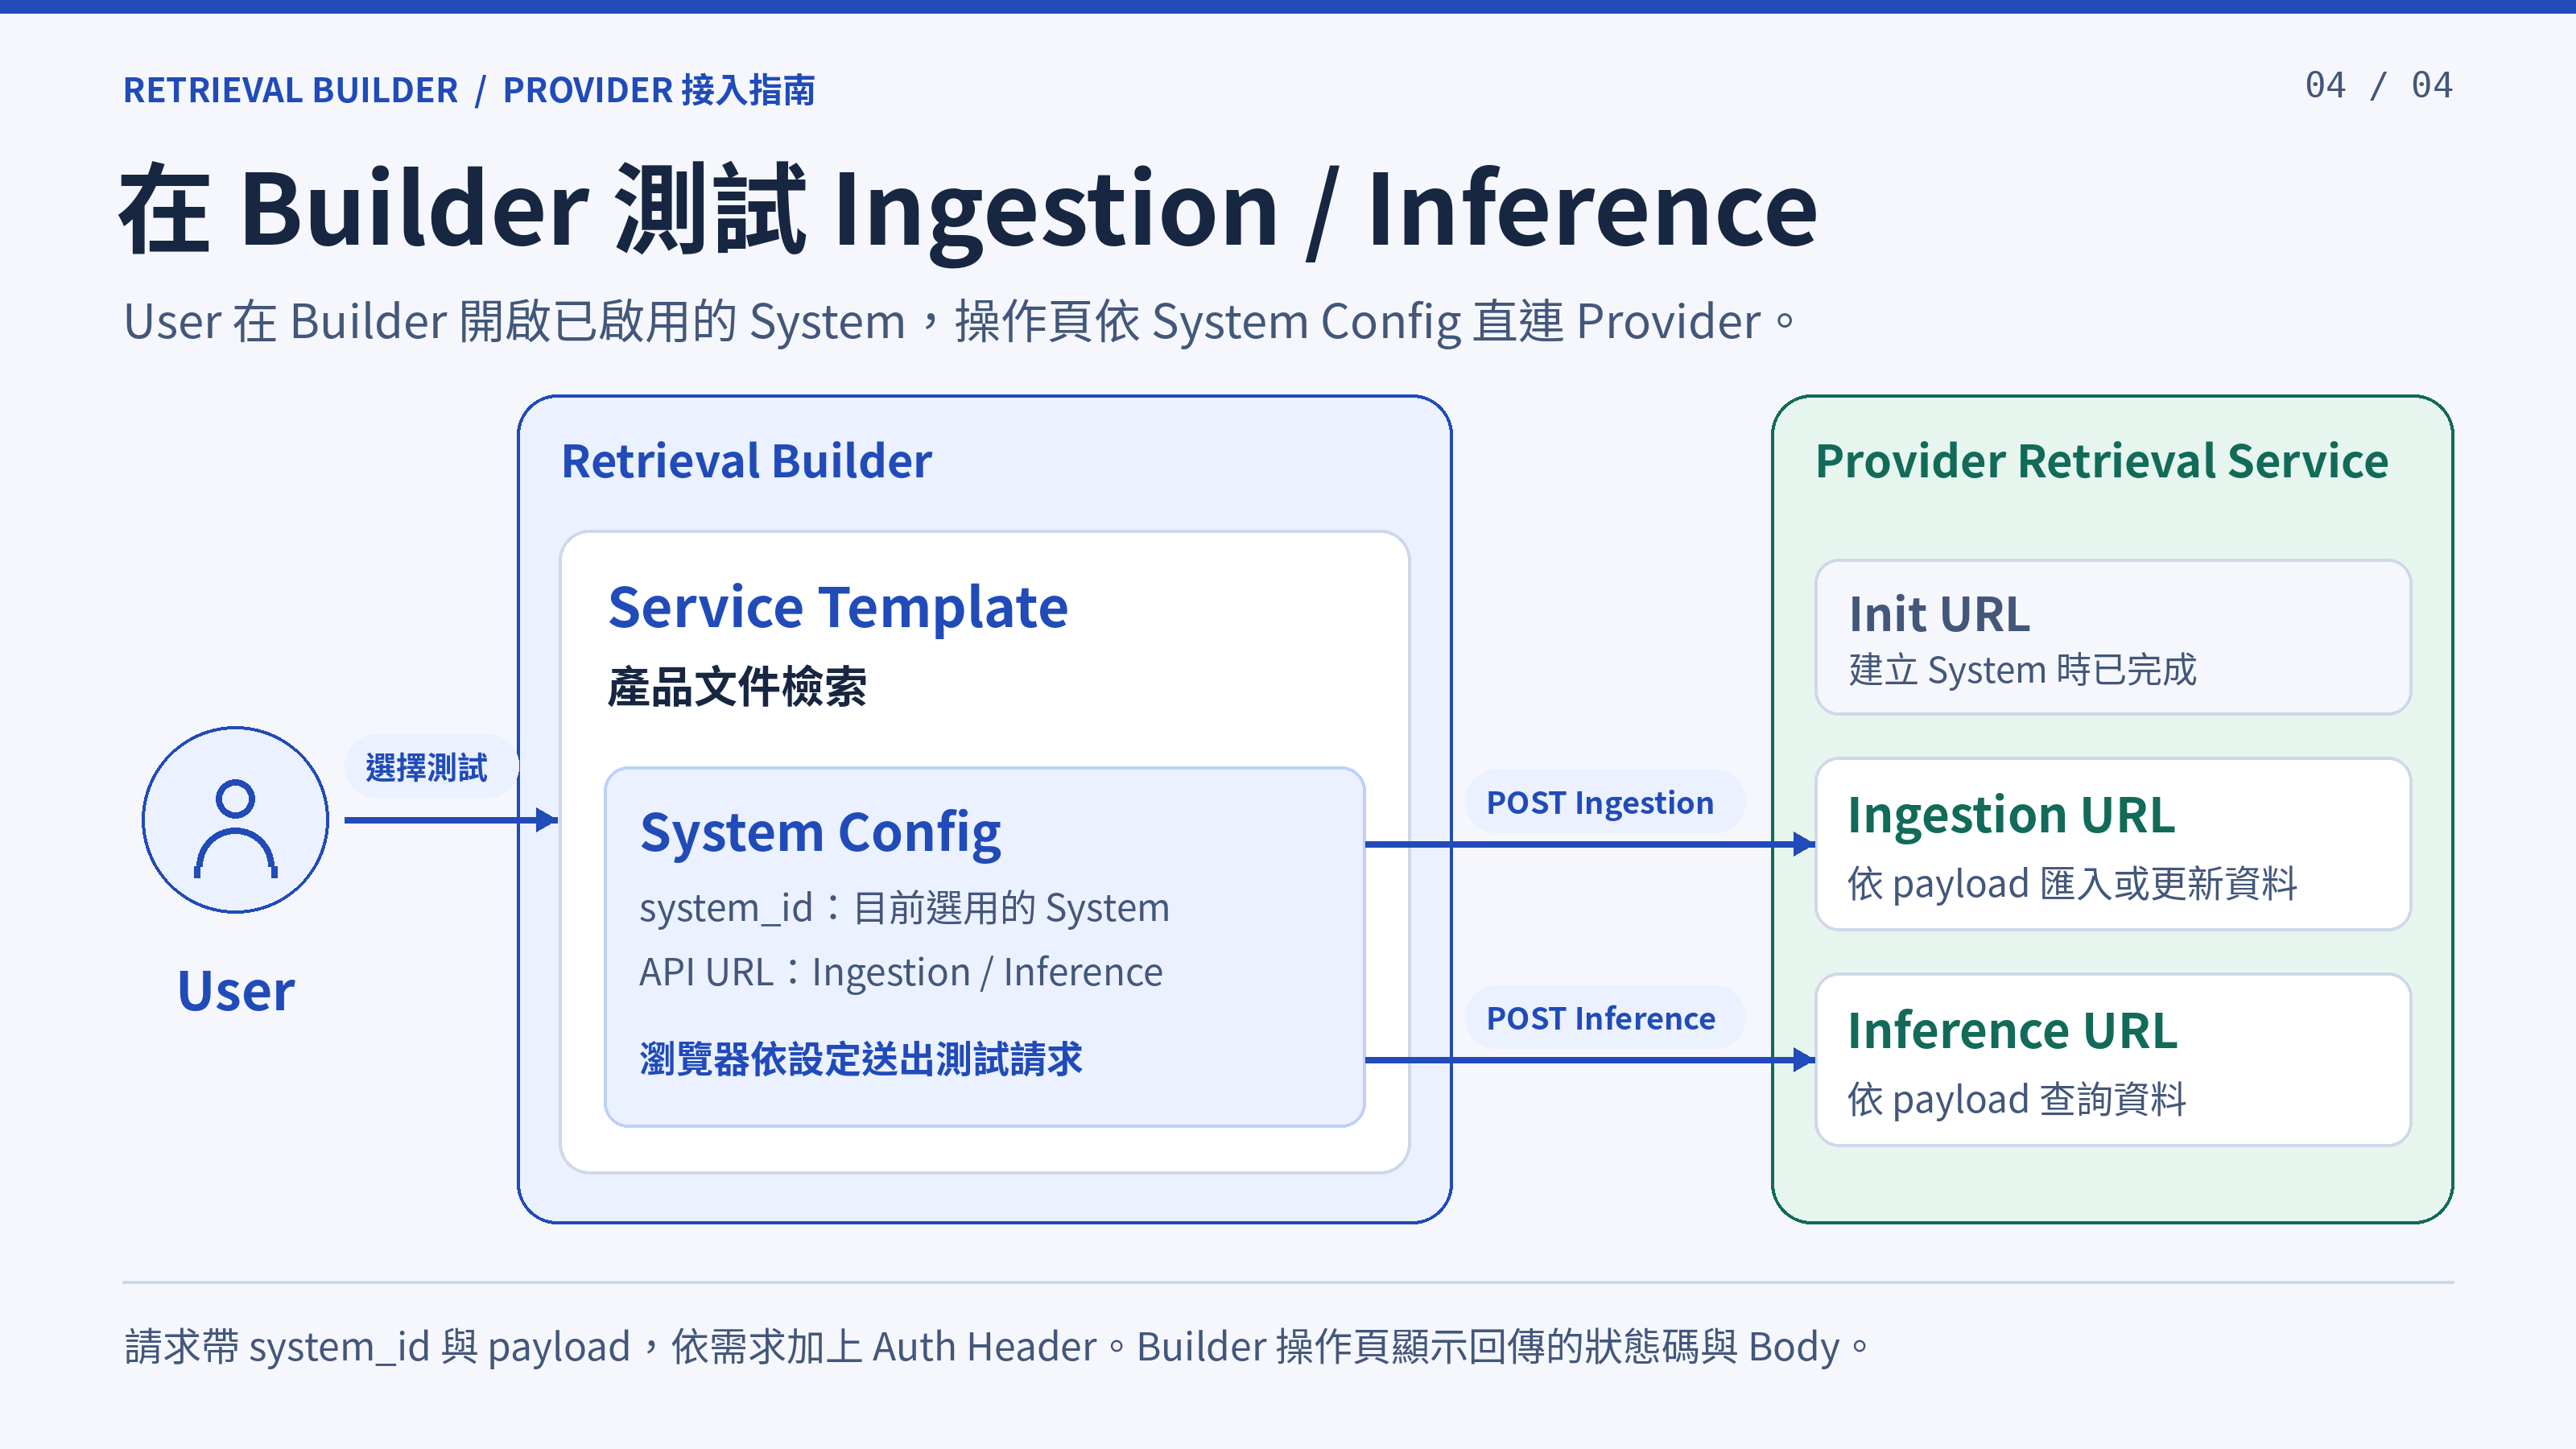 RETRIEVAL BUILDER / PROVIDER 接入指南
04 / 04
在 Builder 測試 Ingestion / Inference
User 在 Builder 開啟已啟用的 System，操作頁依 System Config 直連 Provider。
Retrieval Builder
Service Template
產品文件檢索
System Config
system_id：目前選用的 System
API URL：Ingestion / Inference
瀏覽器依設定送出測試請求
選擇測試
User
POST Ingestion
POST Inference
Provider Retrieval Service
Init URL
建立 System 時已完成
Ingestion URL
依 payload 匯入或更新資料
Inference URL
依 payload 查詢資料
請求帶 system_id 與 payload，依需求加上 Auth Header。Builder 操作頁顯示回傳的狀態碼與 Body。